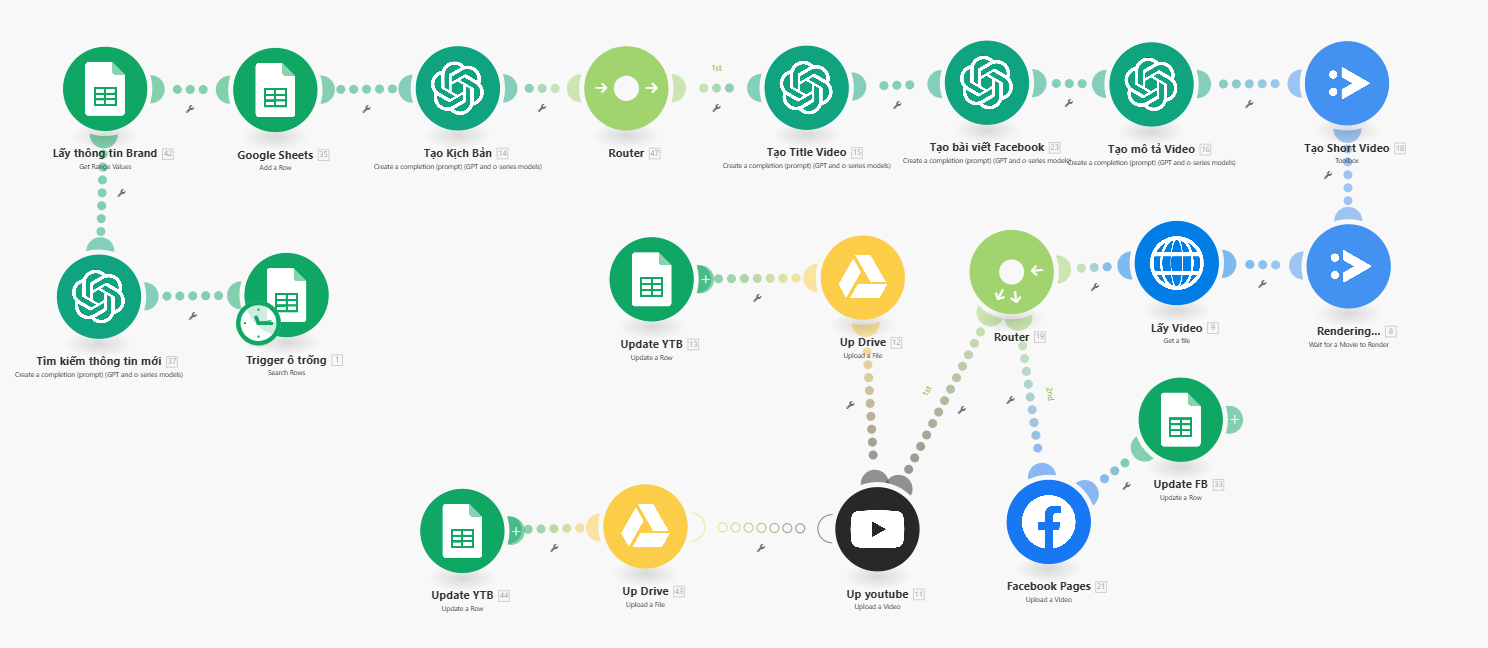 Lấy thông tin Brand 42
Get Range Values
Google Sheets 35
Add a Row
Tạo Kịch Bản 14
Create a completion (prompt) (GPT and o-series models)
Router 47
1st
Tạo Title Video 15
Create a completion (prompt) (GPT and o-series models)
Tạo bài viết Facebook 23
Create a completion (prompt) (GPT and o-series models)
Tạo mô tả Video 16
Create a completion (prompt) (GPT and o-series models)
Tạo Short Video 18
Toolbox
Tìm kiếm thông tin mới 37
Create a completion (prompt) (GPT and o-series models)
Trigger ô trống 1
Search Rows
Update YTB 13
Update a Row
Up Drive 12
Upload a File
Router 19
Lấy Video 9
Get a file
Rendering... 8
Wait for a Movie to Render
1st
2nd
Update FB 33
Update a Row
Update YTB 44
Update a Row
Up Drive 43
Upload a File
Up youtube 11
Upload a Video
Facebook Pages 21
Upload a Video